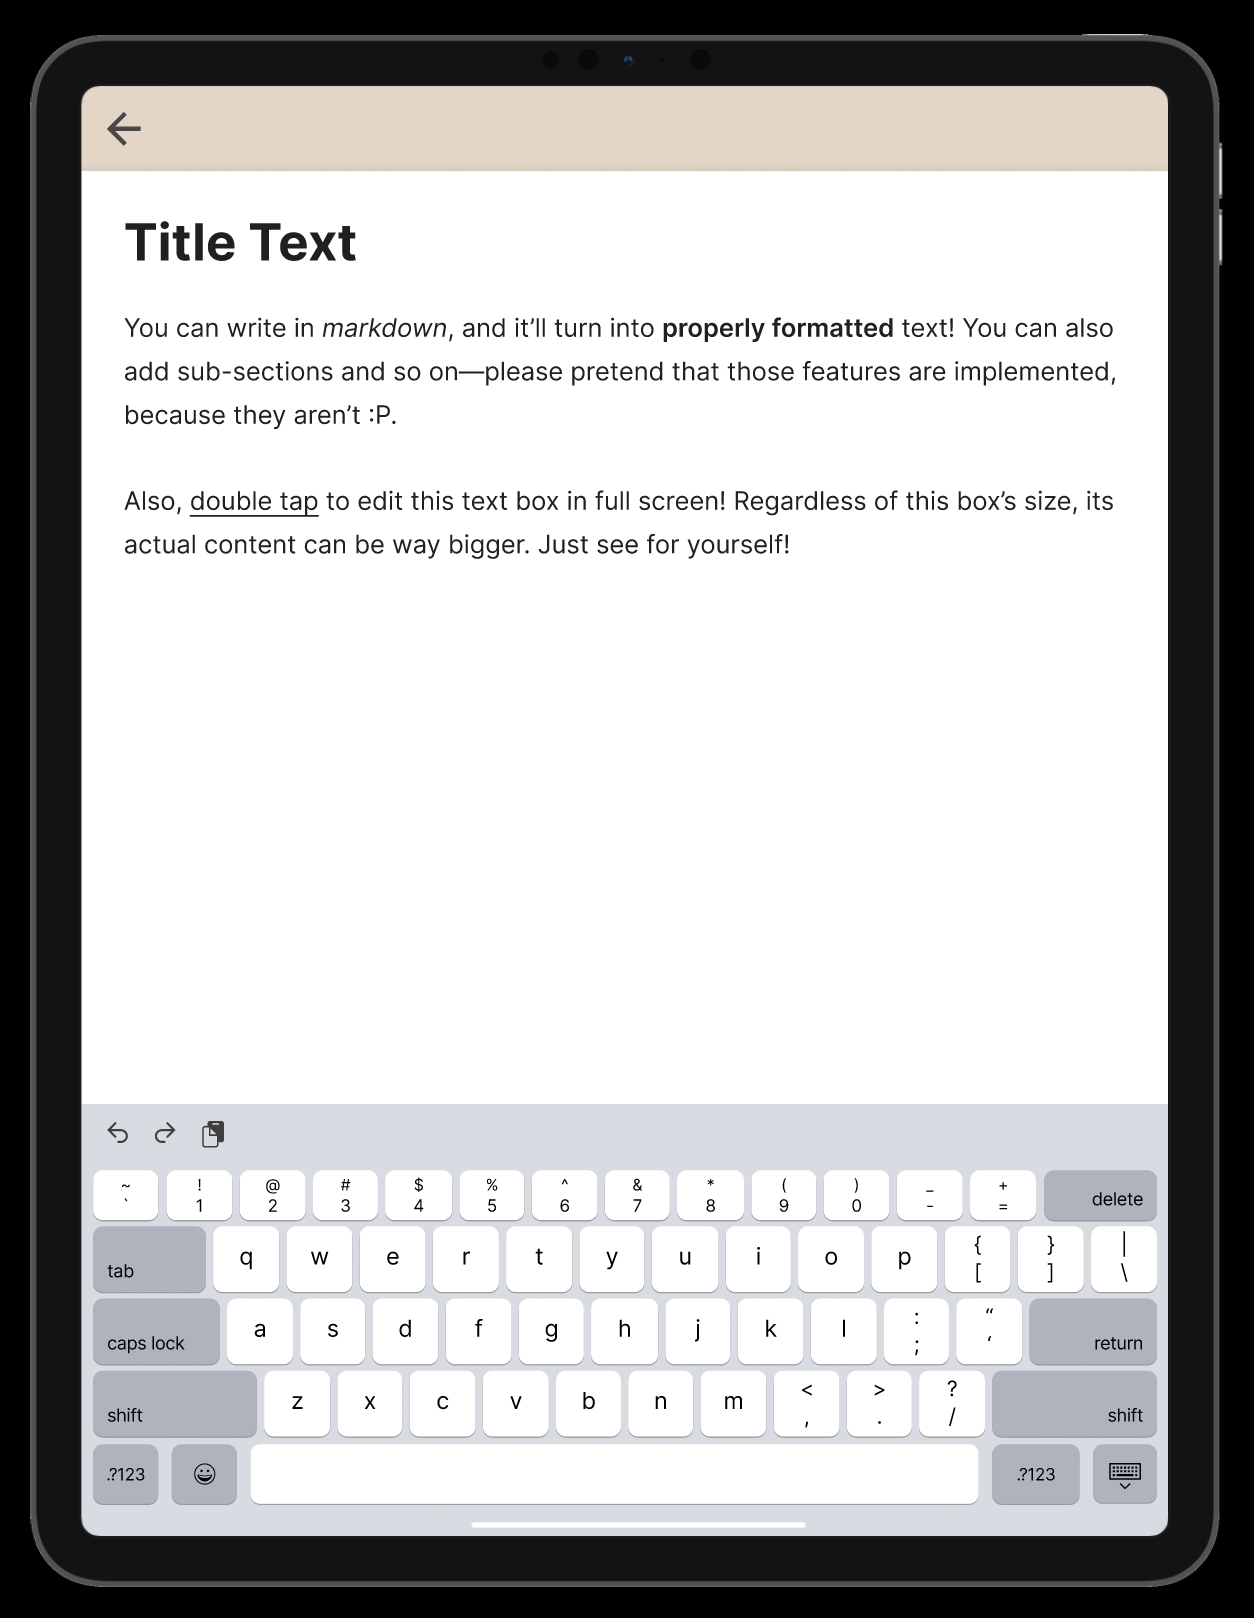 Title Text
You can write in markdown, and it’ll turn into properly formatted text! You can also
add sub-sections and so on—please pretend that those features are implemented,
because they aren’t :P.
Also, double tap to edit this text box in full screen! Regardless of this box’s size, its
actual content can be way bigger. Just see for yourself!
~ ! @ # $ % ^ & * ( ) _ +
` 1 2 3 4 5 6 7 8 9 0 - = delete
tab q w e r t y u i o p { [ } ] | \
caps lock a s d f g h j k l : ; “ ‘ return
shift z x c v b n m < , > . ? / shift
.?123 .?123